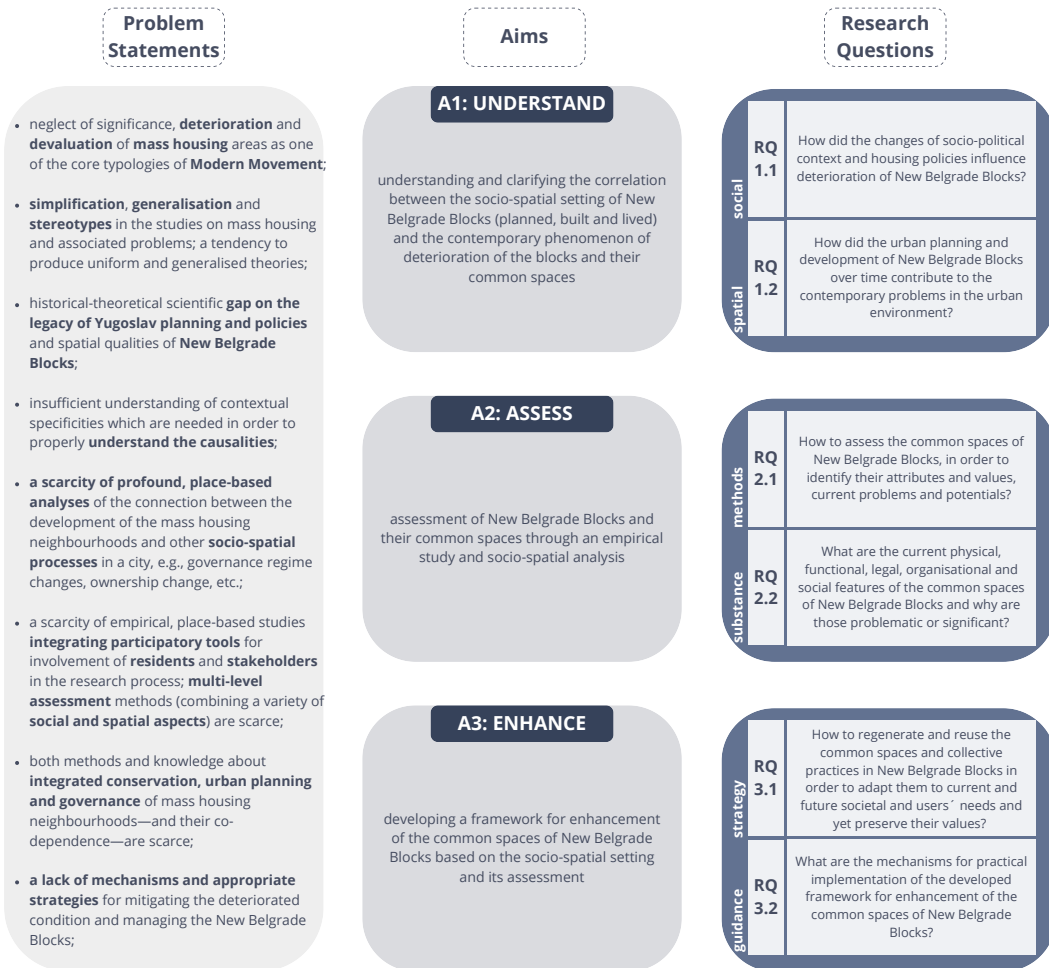 Problem
Statements
Aims
Research
Questions
• neglect of significance, deterioration and
devaluation of mass housing areas as one
of the core typologies of Modern Movement;
• simplification, generalisation and
stereotypes in the studies on mass housing
and associated problems; a tendency to
produce uniform and generalised theories;
• historical-theoretical scientific gap on the
legacy of Yugoslav planning and policies
and spatial qualities of New Belgrade
Blocks;
• insufficient understanding of contextual
specificities which are needed in order to
properly understand the causalities;
• a scarcity of profound, place-based
analyses of the connection between the
development of the mass housing
neighbourhoods and other socio-spatial
processes in a city, e.g., governance regime
changes, ownership change, etc.;
• a scarcity of empirical, place-based studies
integrating participatory tools for
involvement of residents and stakeholders
in the research process; multi-level
assessment methods (combining a variety of
social and spatial aspects) are scarce;
• both methods and knowledge about
integrated conservation, urban planning
and governance of mass housing
neighbourhoods—and their co-
dependence—are scarce;
• a lack of mechanisms and appropriate
strategies for mitigating the deteriorated
condition and managing the New Belgrade
Blocks;
A1: UNDERSTAND
understanding and clarifying the correlation
between the socio-spatial setting of New
Belgrade Blocks (planned, built and lived)
and the contemporary phenomenon of
deterioration of the blocks and their
common spaces
A2: ASSESS
assessment of New Belgrade Blocks and
their common spaces through an empirical
study and socio-spatial analysis
A3: ENHANCE
developing a framework for enhancement
of the common spaces of New Belgrade
Blocks based on the socio-spatial setting
and its assessment
social
RQ
1.1
How did the changes of socio-political
context and housing policies influence
deterioration of New Belgrade Blocks?
spatial
RQ
1.2
How did the urban planning and
development of New Belgrade Blocks
over time contribute to the
contemporary problems in the urban
environment?
methods
RQ
2.1
How to assess the common spaces of
New Belgrade Blocks, in order to
identify their attributes and values,
current problems and potentials?
substance
RQ
2.2
What are the current physical,
functional, legal, organisational and
social features of the common spaces
of New Belgrade Blocks and why are
those problematic or significant?
strategy
RQ
3.1
How to regenerate and reuse the
common spaces and collective
practices in New Belgrade Blocks in
order to adapt them to current and
future societal and users´ needs and
yet preserve their values?
guidance
RQ
3.2
What are the mechanisms for practical
implementation of the developed
framework for enhancement of the
common spaces of New Belgrade
Blocks?